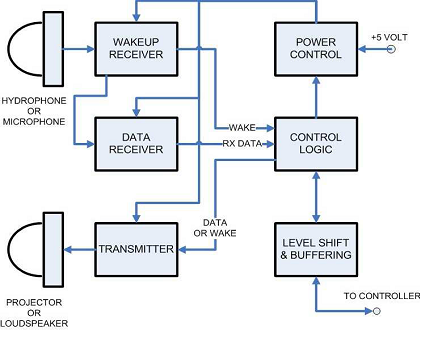 WAKEUP
RECEIVER
POWER
CONTROL
+5 VOLT
HYDROPHONE
OR
MICROPHONE
DATA
RECEIVER
WAKE
RX DATA
CONTROL
LOGIC
DATA
OR WAKE
TRANSMITTER
LEVEL SHIFT
& BUFFERING
PROJECTOR
OR
LOUDSPEAKER
TO CONTROLLER